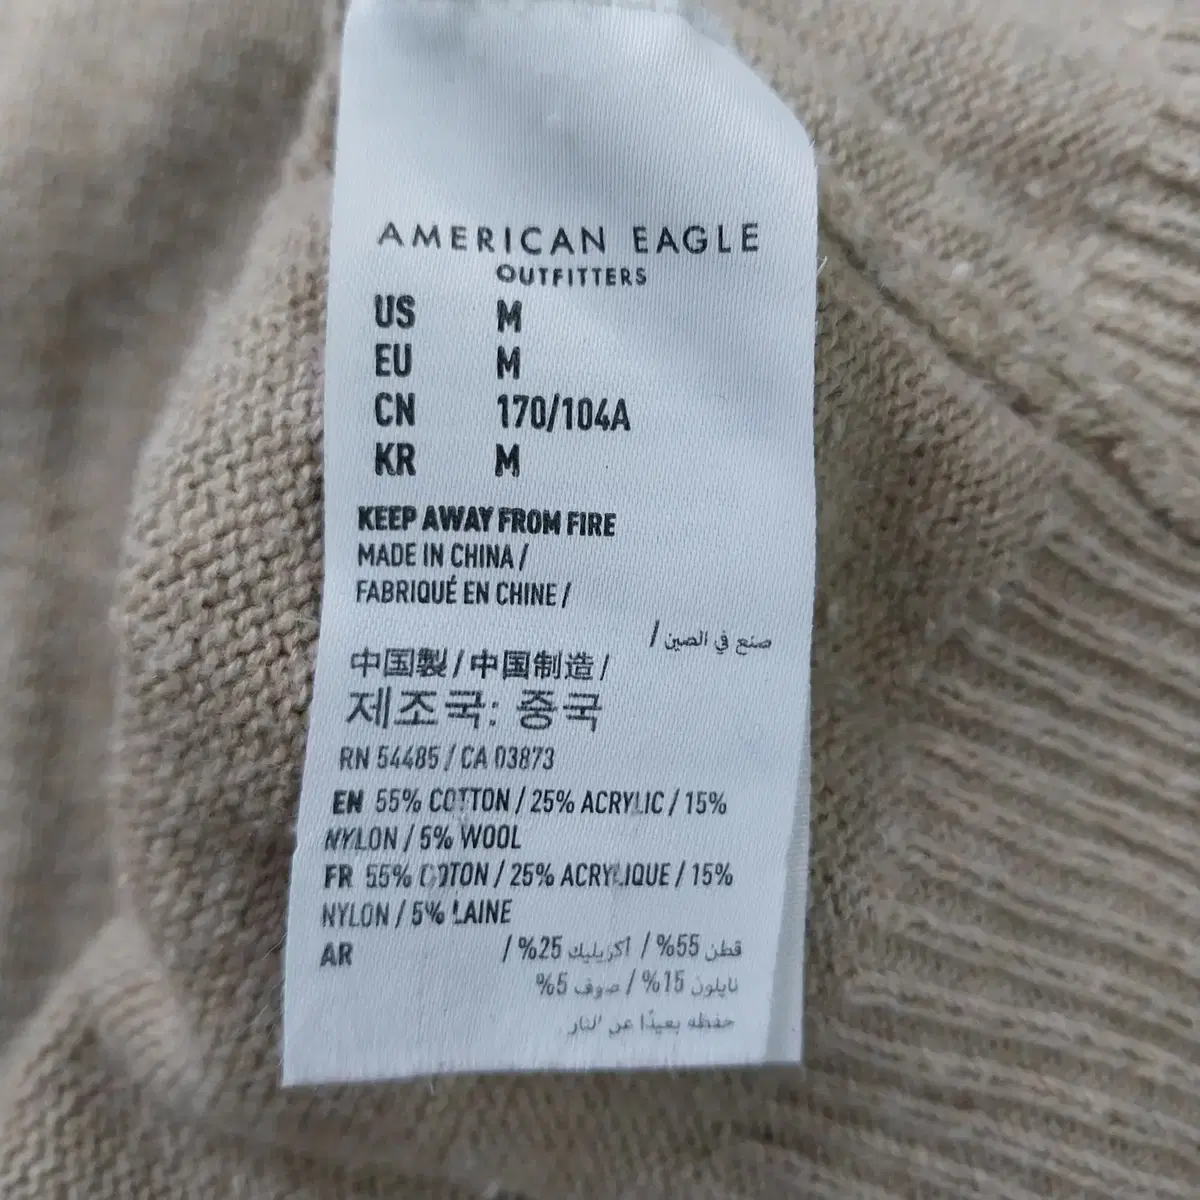 AMERICAN EAGLE
OUTFITTERS
US M
EU M
CN 170/104A
KR M
KEEP AWAY FROM FIRE
MADE IN CHINA /
FABRIQUÉ EN CHINE /
صنع في الصين /
中国製 / 中国制造 /
제조국: 중국
RN 54485 / CA 03873
EN 55% COTTON / 25% ACRYLIC / 15%
NYLON / 5% WOOL
FR 55% COTON / 25% ACRYLIQUE / 15%
NYLON / 5% LAINE
AR قطن 55% / أكريليك 25% /
نايلون 15% / صوف 5%
حفظه بعيدًا عن النار